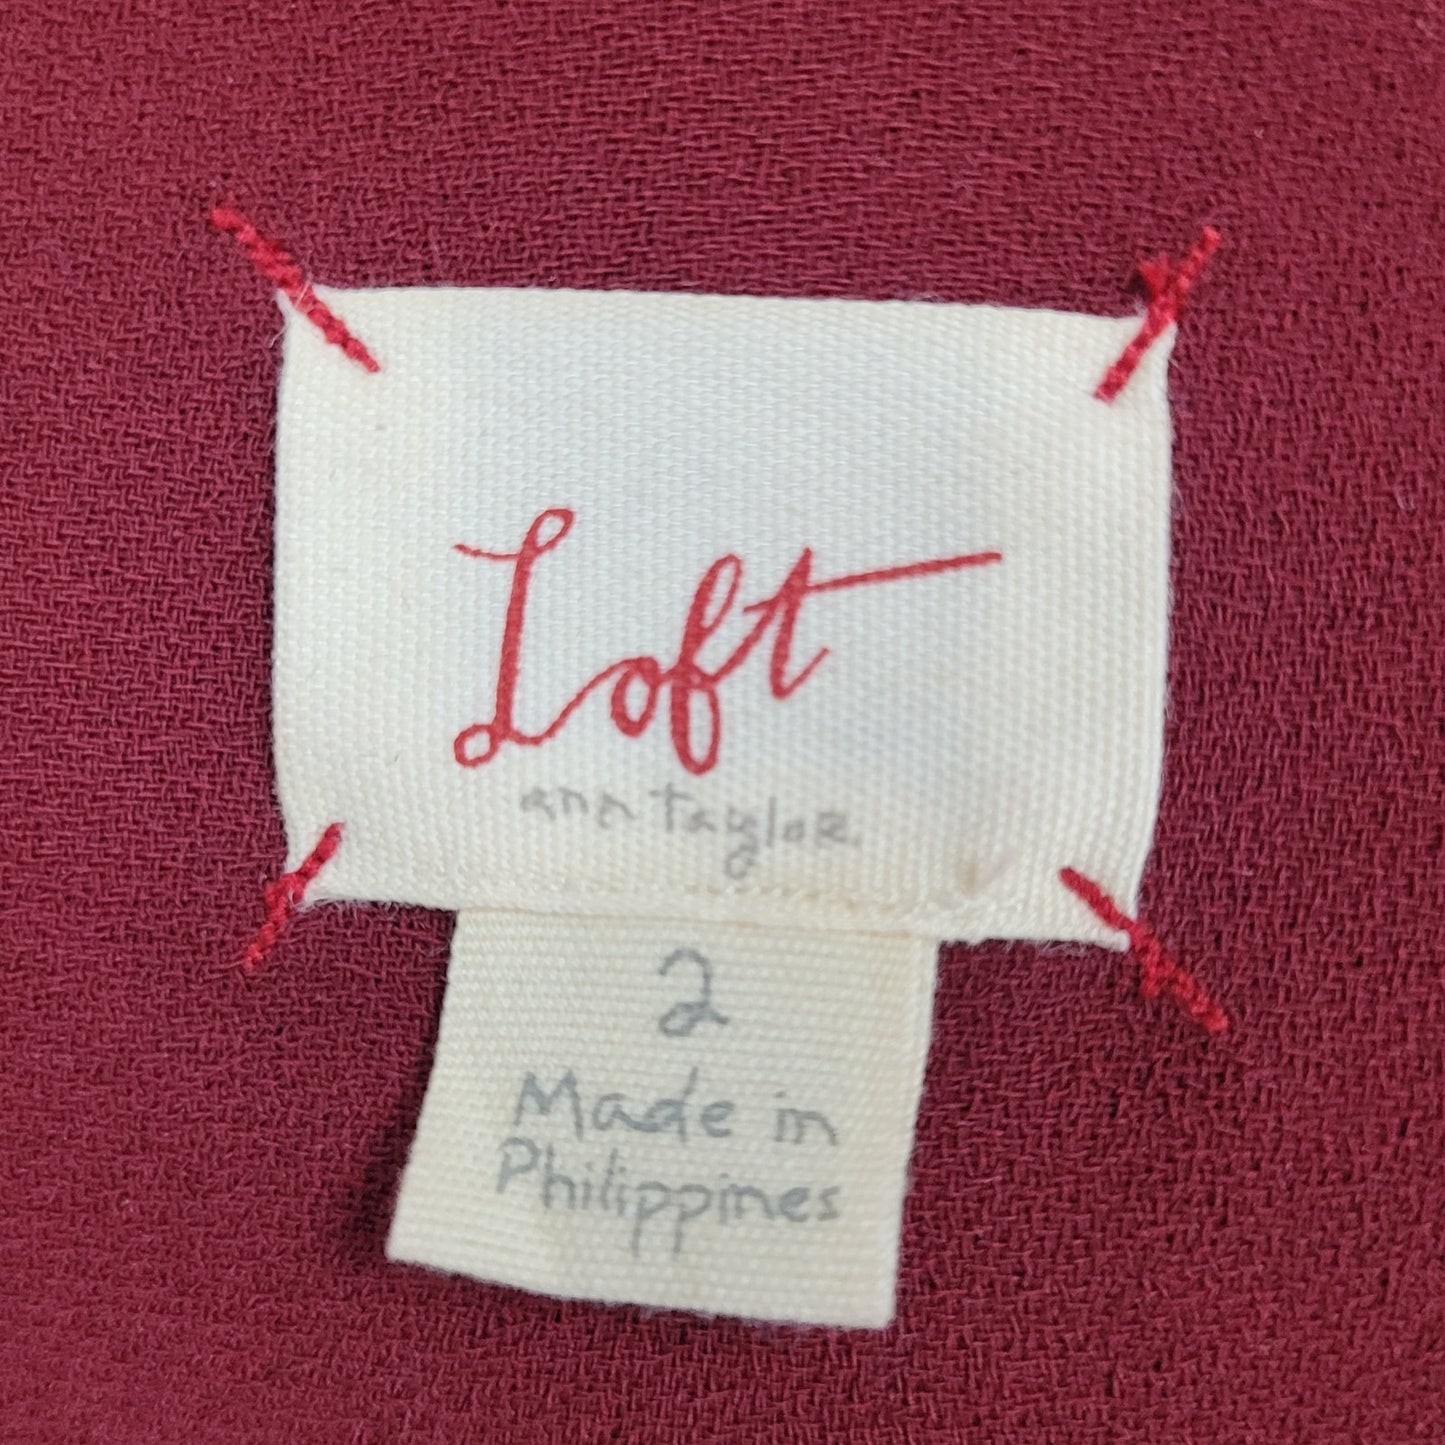 Loft
ann taylor
2
Made in
Philippines